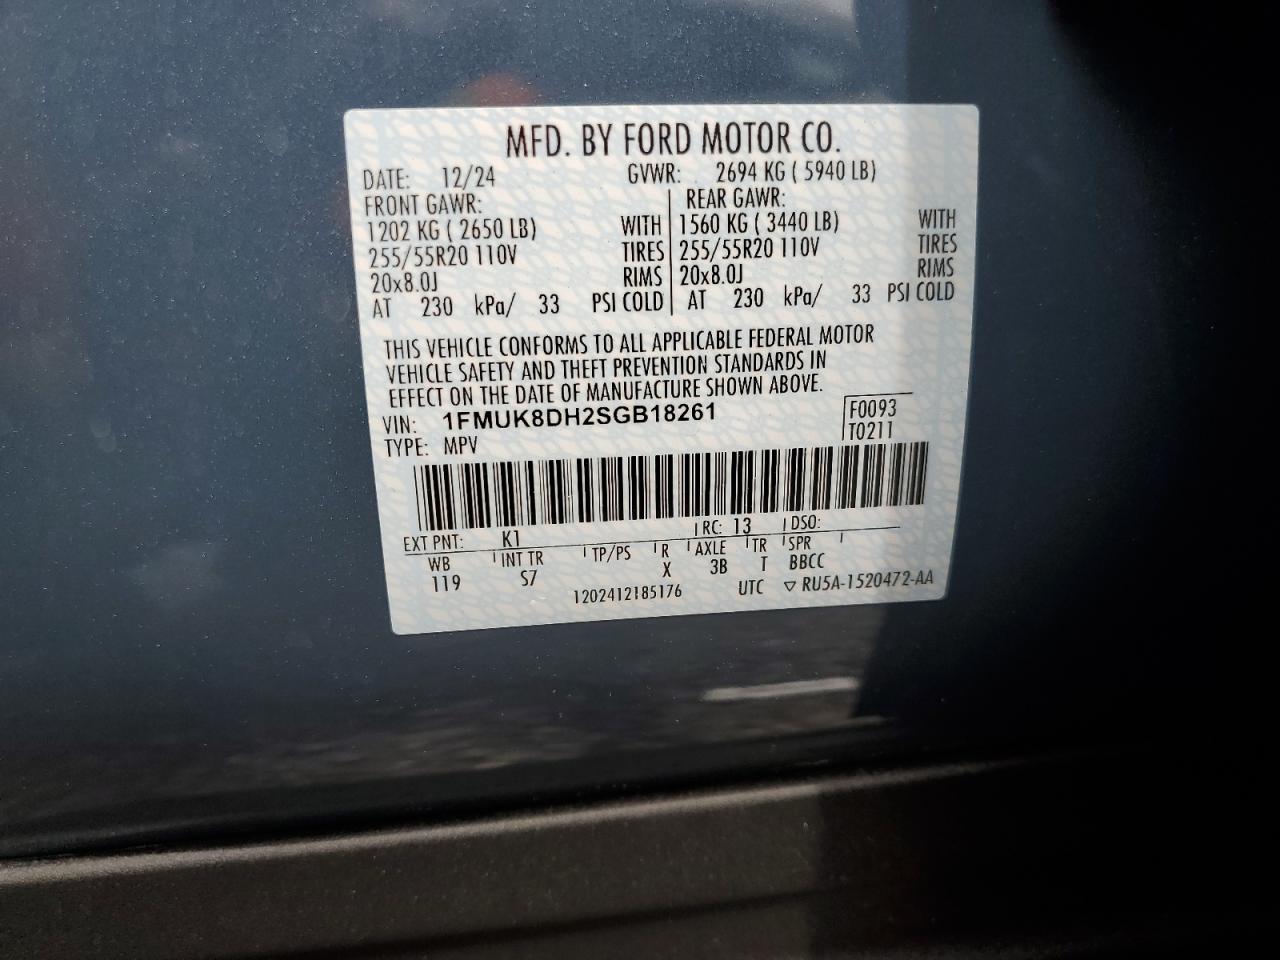 MFD. BY FORD MOTOR CO.
DATE: 12/24 GVWR: 2694 KG ( 5940 LB)
FRONT GAWR: REAR GAWR:
1202 KG ( 2650 LB) WITH 1560 KG ( 3440 LB) WITH
255/55R20 110V TIRES 255/55R20 110V TIRES
20x8.0J RIMS 20x8.0J RIMS
AT 230 kPa/ 33 PSI COLD AT 230 kPa/ 33 PSI COLD
THIS VEHICLE CONFORMS TO ALL APPLICABLE FEDERAL MOTOR
VEHICLE SAFETY AND THEFT PREVENTION STANDARDS IN
EFFECT ON THE DATE OF MANUFACTURE SHOWN ABOVE.
VIN: 1FMUK8DH2SGB18261 F0093
TYPE: MPV T0211
EXT PNT: K1 RC: 13 DSO:
WB INT TR TP/PS R AXLE TR SPR
119 S7 X 3B T BBCC
1202412185176 UTC ▽ RU5A-1520472-AA